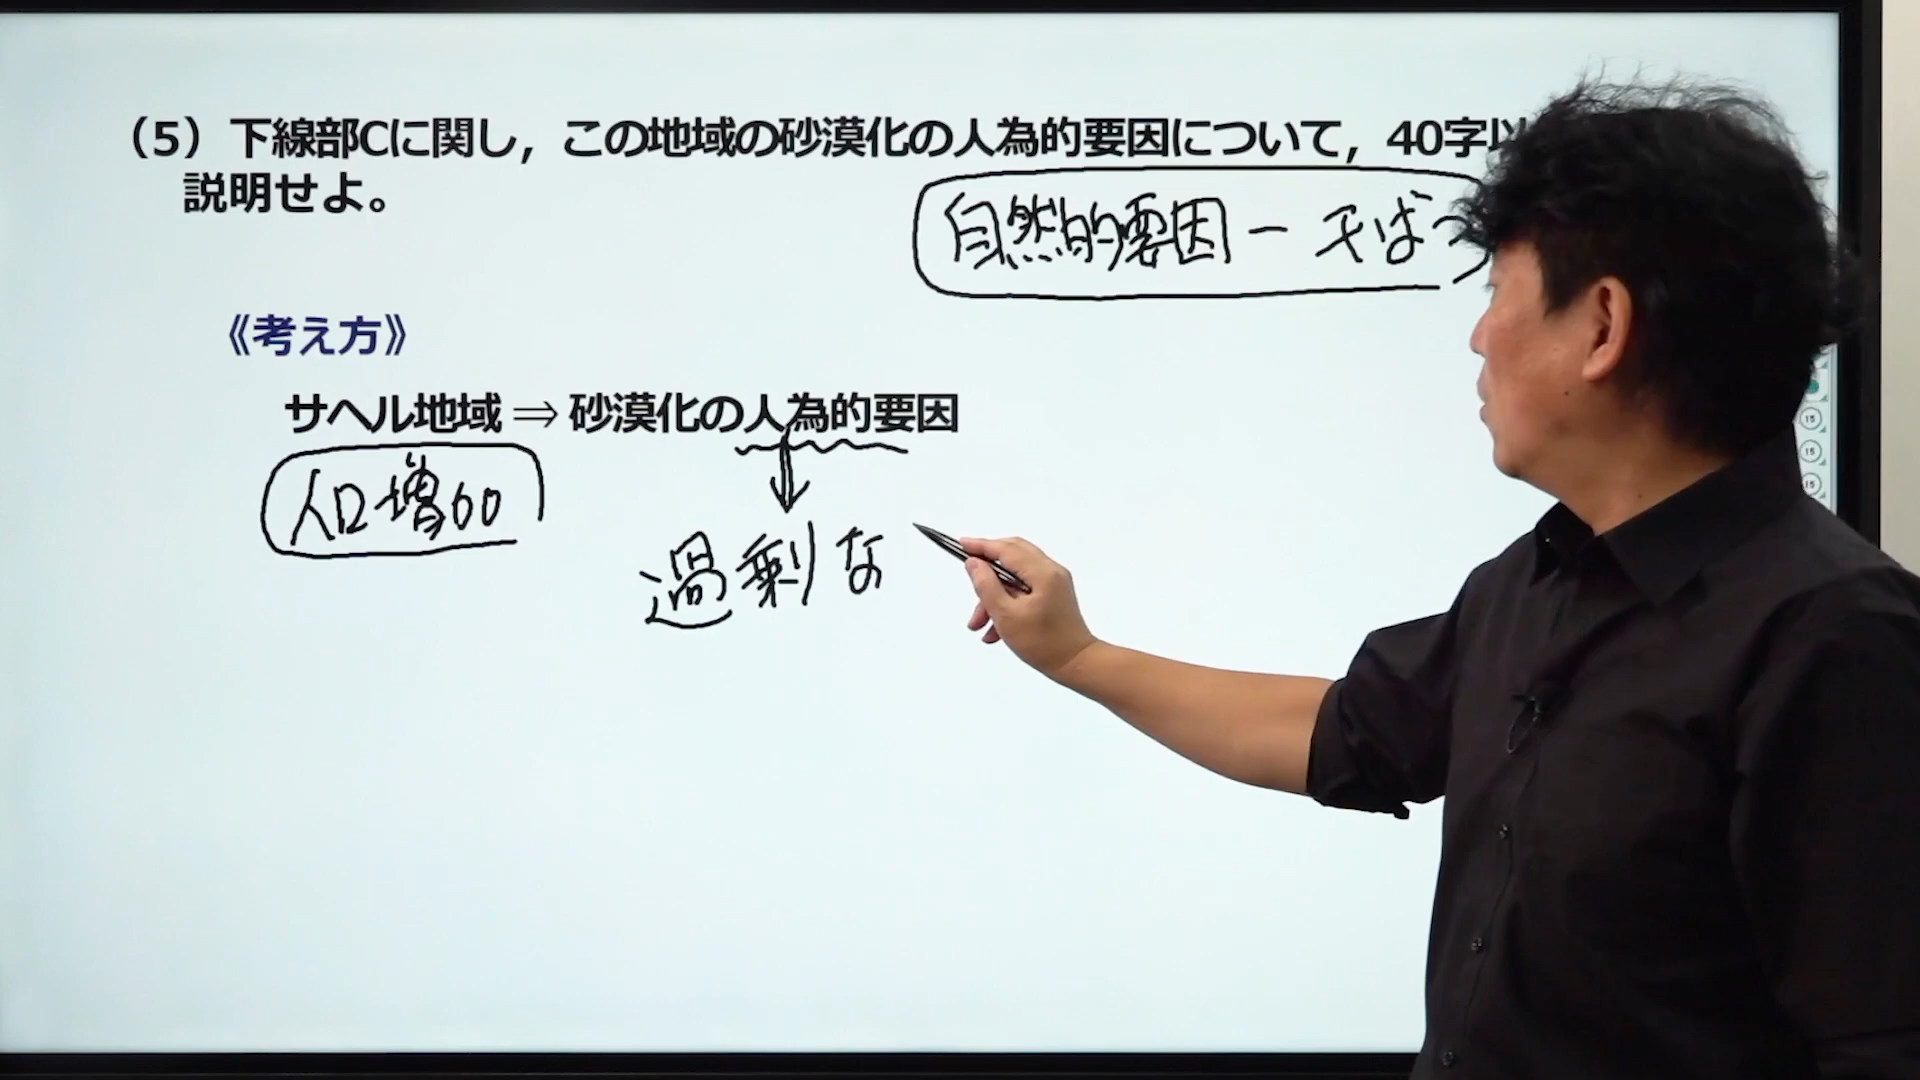 (5) 下線部Cに関し，この地域の砂漠化の人為的要因について，40字以
説明せよ。
自然的要因 ー 干ばつ
《考え方》
サヘル地域 ⇒ 砂漠化の人為的要因
人口増加
過剰な
15
15
15